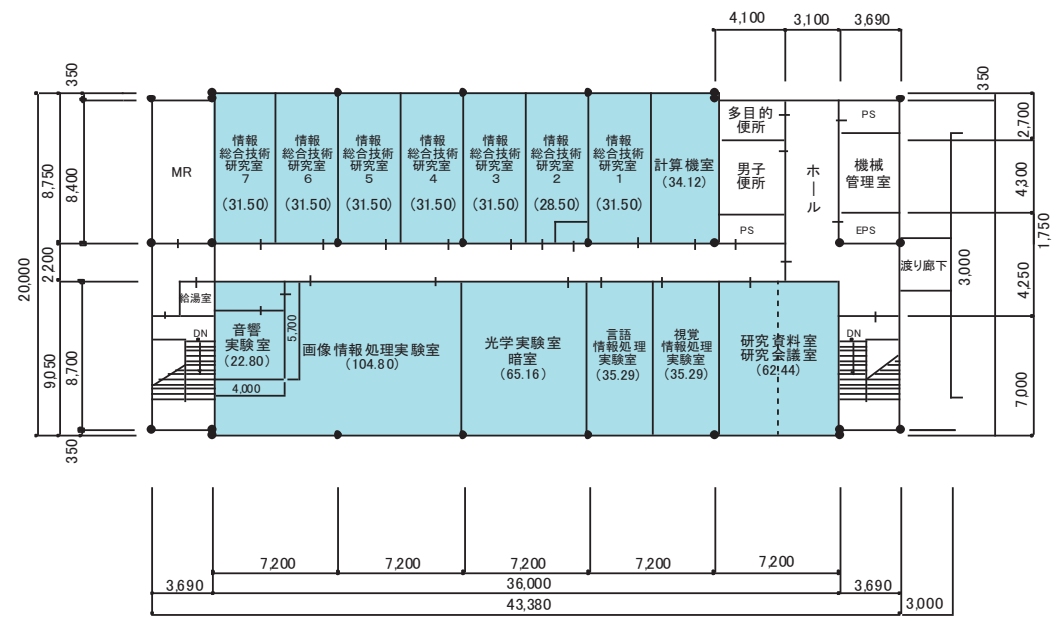 4,100
3,100
3,690
350
350
20,000
8,750
8,400
2,200
9,050
8,700
350
MR
情報
総合技術
研究室
7
(31.50)
情報
総合技術
研究室
6
(31.50)
情報
総合技術
研究室
5
(31.50)
情報
総合技術
研究室
4
(31.50)
情報
総合技術
研究室
3
(31.50)
情報
総合技術
研究室
2
(28.50)
情報
総合技術
研究室
1
(31.50)
計算機室
(34.12)
多目的
便所
男子
便所
PS
ホール
PS
機械
管理室
EPS
渡り廊下
2,700
4,300
1,750
3,000
4,250
7,000
給湯室
DN
音響
実験室
(22.80)
5,700
4,000
画像情報処理実験室
(104.80)
光学実験室
暗室
(65.16)
言語
情報処理
実験室
(35.29)
視覚
情報処理
実験室
(35.29)
研究資料室
研究会議室
(62.44)
DN
7,200
7,200
7,200
7,200
7,200
3,690
36,000
3,690
43,380
3,000